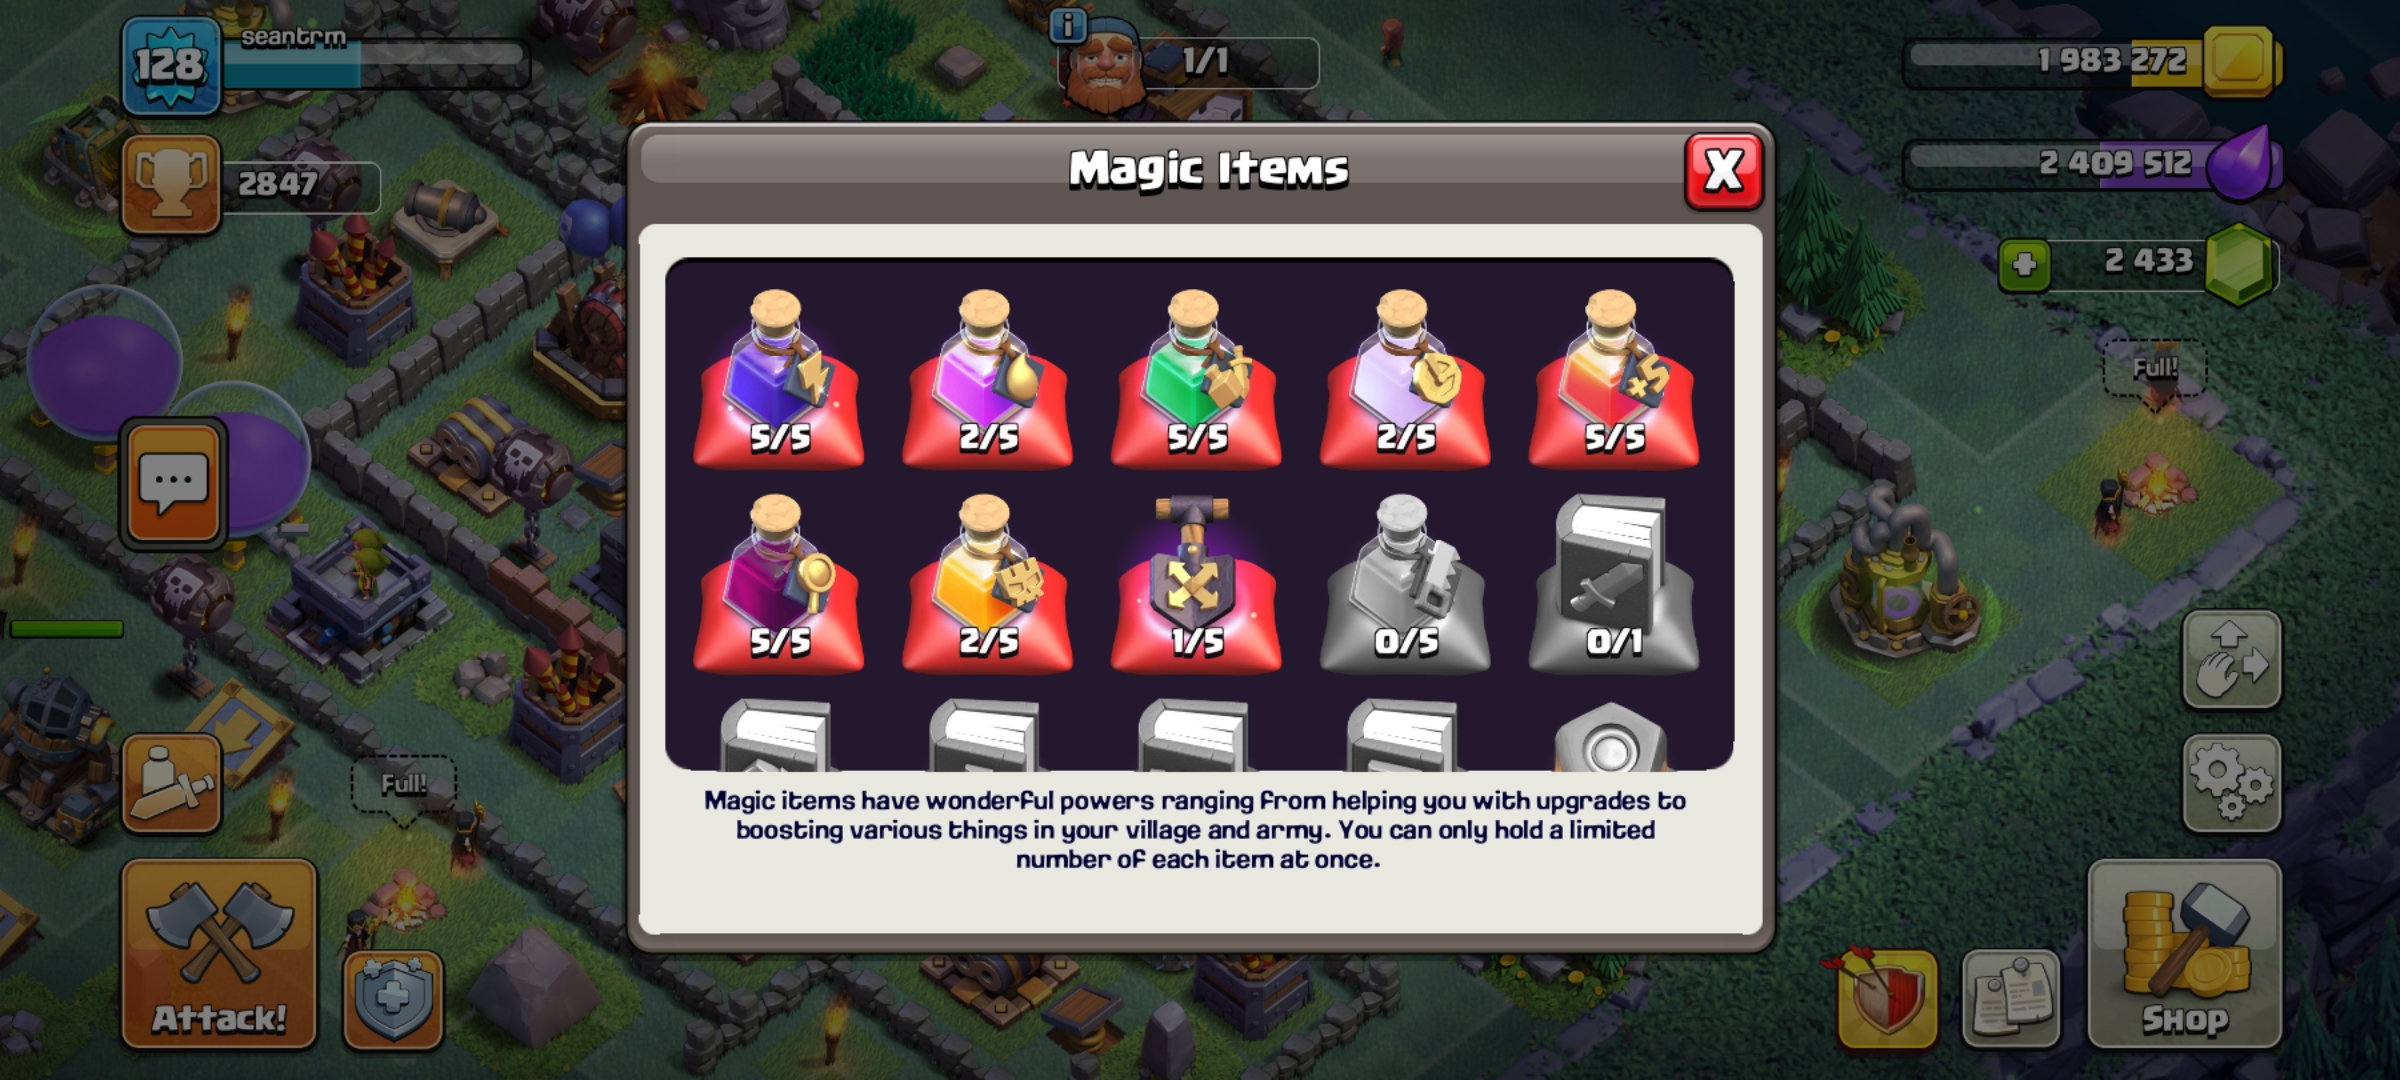 128
seantrm
i
1/1
1 983 272
2847
2 409 512
2 433
Magic Items
X
5/5
2/5
5/5
2/5
x5
5/5
5/5
2/5
1/5
0/5
0/1
Full!
Full!
Magic items have wonderful powers ranging from helping you with upgrades to
boosting various things in your village and army. You can only hold a limited
number of each item at once.
Attack!
Shop